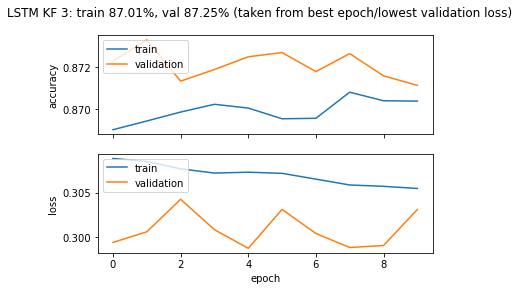 LSTM KF 3: train 87.01%, val 87.25% (taken from best epoch/lowest validation loss)
train
validation
0.872
0.870
accuracy
train
validation
0.305
0.300
loss
0 2 4 6 8
epoch